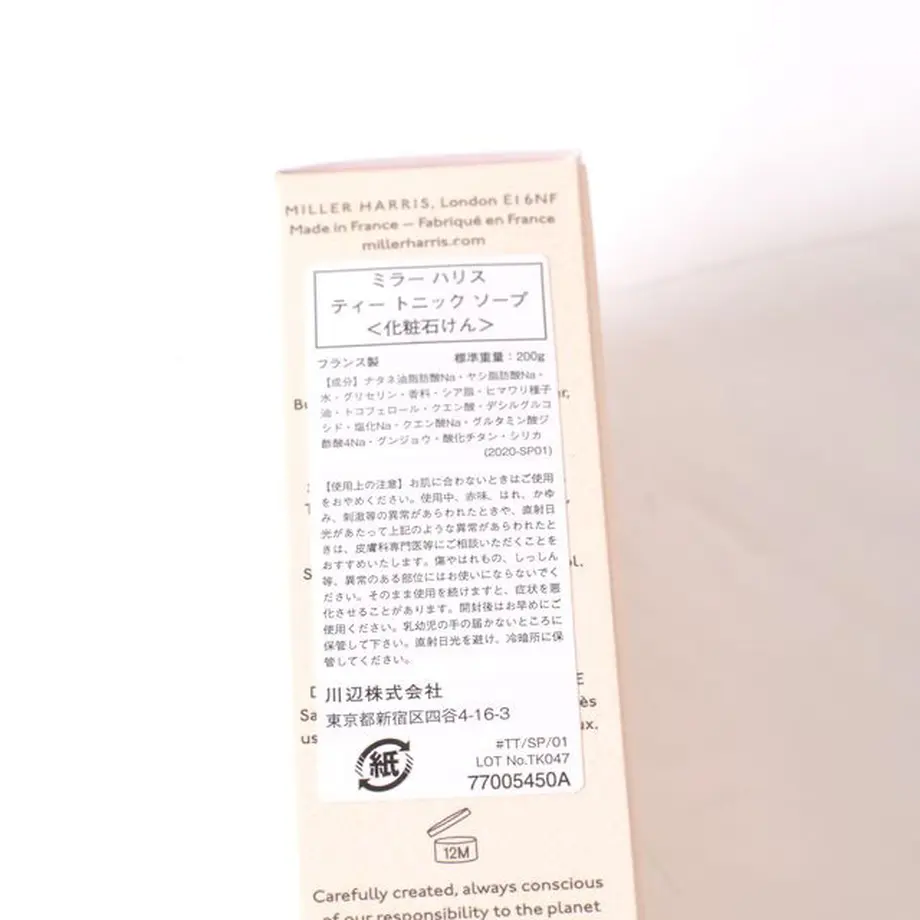 MILLER HARRIS, London E1 6NF
Made in France – Fabriqué en France
millerharris.com
ミラー ハリス
ティー トニック ソープ
＜化粧石けん＞
フランス製 標準重量：200g
【成分】ナタネ油脂肪酸Na・ヤシ脂肪酸Na・
水・グリセリン・香料・シア脂・ヒマワリ種子
油・トコフェロール・クエン酸・デシルグルコ
シド・塩化Na・クエン酸Na・グルタミン酸ジ
酢酸4Na・グンジョウ・酸化チタン・シリカ
(2020-SP01)
【使用上の注意】お肌に合わないときはご使用
をおやめください。使用中、赤味、はれ、かゆ
み、刺激等の異常があらわれたときや、直射日
光があたって上記のような異常があらわれたと
きは、皮膚科専門医等にご相談いただくことを
おすすめいたします。傷やはれもの、しっしん
等、異常のある部位にはお使いにならないでく
ださい。そのまま使用を続けますと、症状を悪
化させることがあります。開封後はお早めにご
使用ください。乳幼児の手の届かないところに
保管して下さい。直射日光を避け、冷暗所に保
管してください。
川辺株式会社
東京都新宿区四谷4-16-3
紙
#TT/SP/01
LOT No.TK047
77005450A
12M
Carefully created, always conscious
of our responsibility to the planet